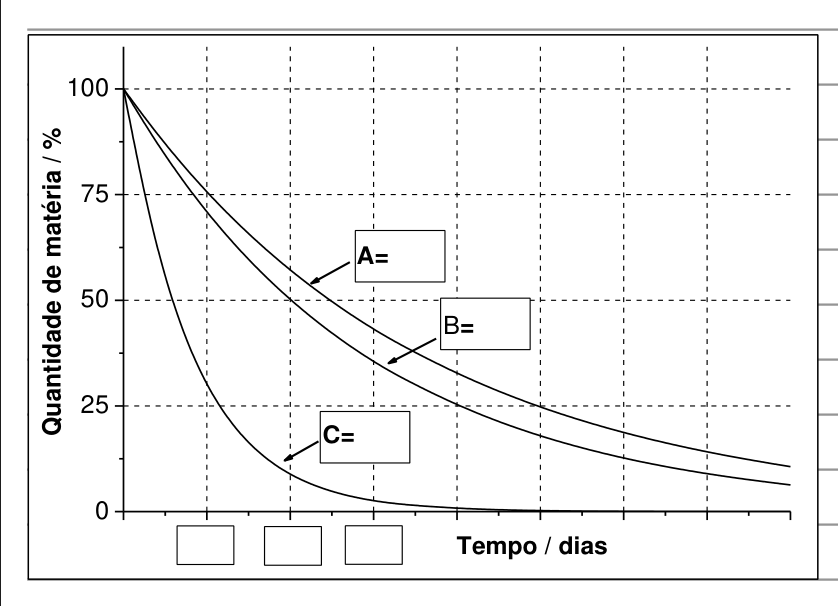 100
75
50
25
0
Quantidade de matéria / %
A=
B=
C=
Tempo / dias